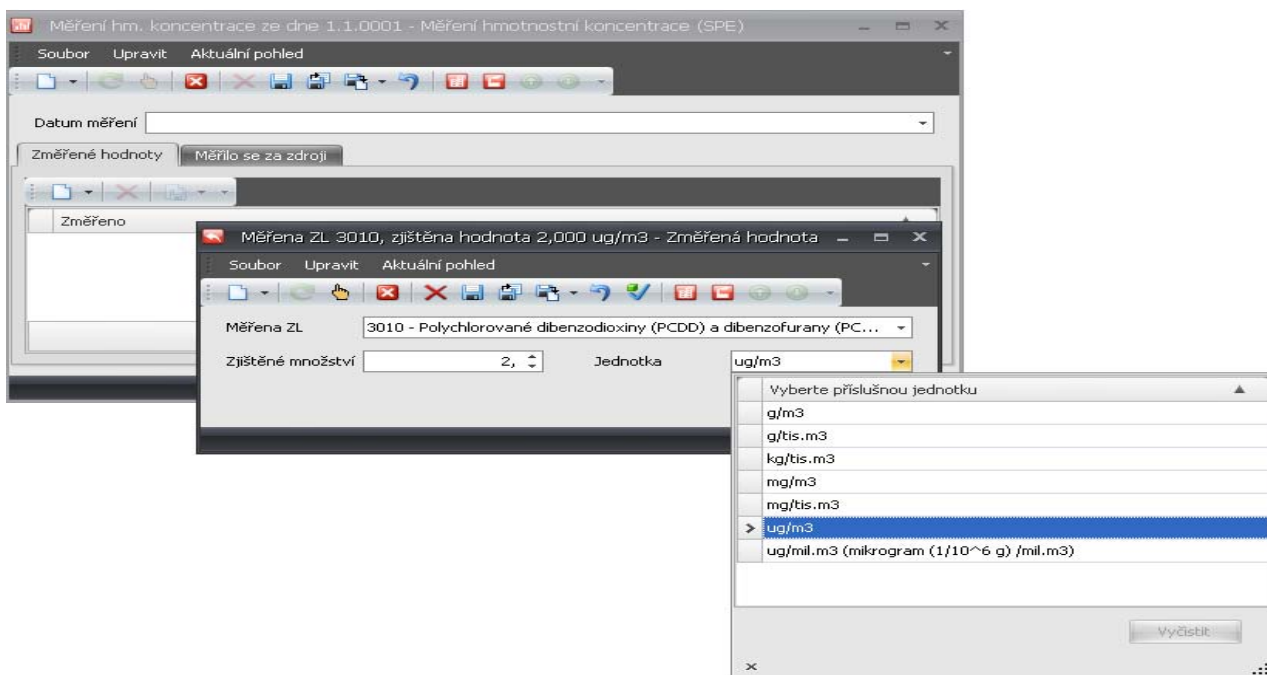 Měření hm. koncentrace ze dne 1.1.0001 - Měření hmotnostní koncentrace (SPE)
Soubor Upravit Aktuální pohled
Datum měření
Změřené hodnoty Měřilo se za zdroji
Změřeno
Měřena ZL 3010, zjištěna hodnota 2,000 ug/m3 - Změřená hodnota
Soubor Upravit Aktuální pohled
Měřena ZL 3010 - Polychlorované dibenzodioxiny (PCDD) a dibenzofurany (PC...
Zjištěné množství 2, Jednotka ug/m3
Vyberte příslušnou jednotku
g/m3
g/tis.m3
kg/tis.m3
mg/m3
mg/tis.m3
ug/m3
ug/mil.m3 (mikrogram (1/10^6 g) /mil.m3)
Vyčistit